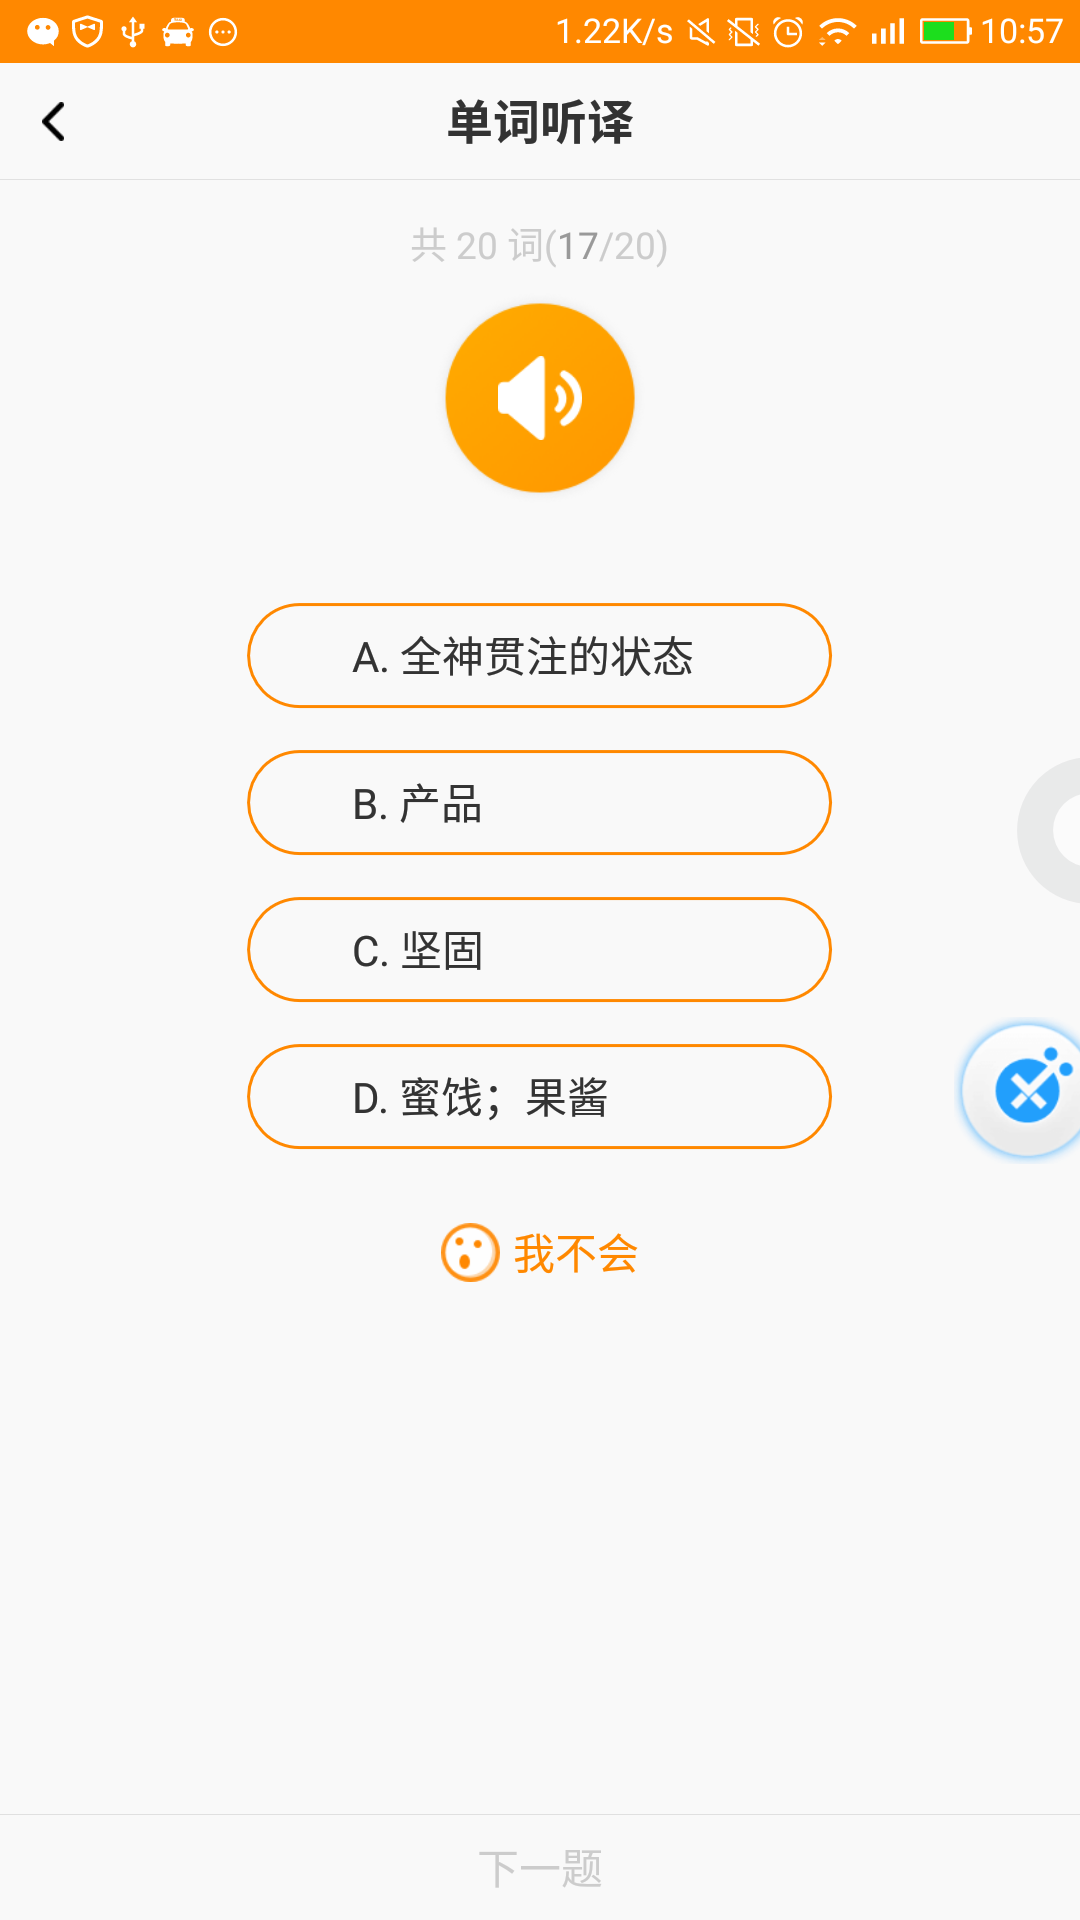 1.22K/s 10:57
单词听译
共 20 词(17/20)
A. 全神贯注的状态
B. 产品
C. 坚固
D. 蜜饯；果酱
我不会
下一题